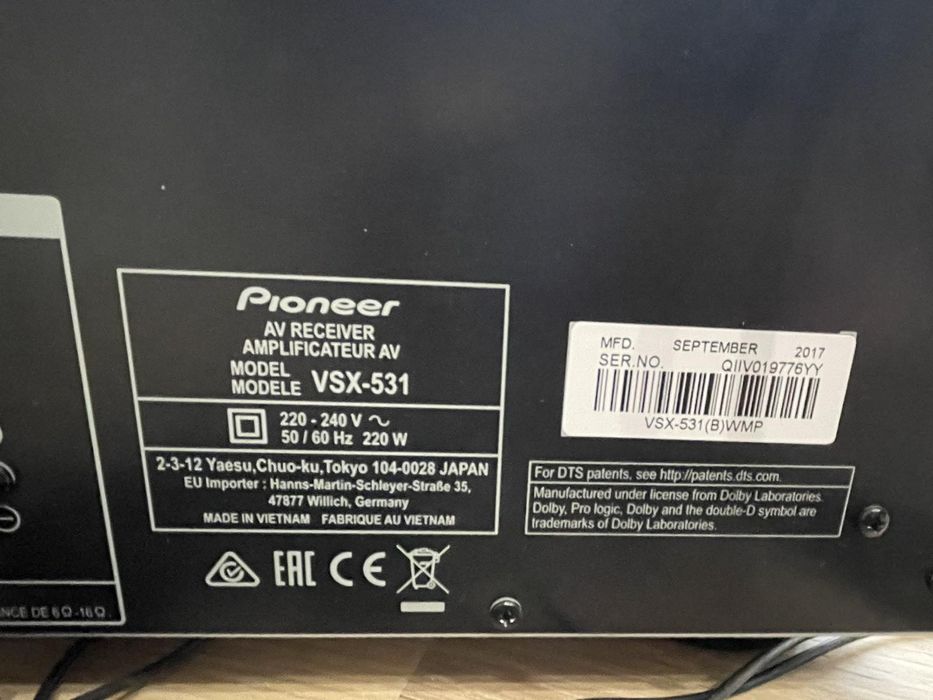 Pioneer
AV RECEIVER
AMPLIFICATEUR AV
MODEL
MODELE VSX-531
220 - 240 V ~
50 / 60 Hz 220 W
2-3-12 Yaesu,Chuo-ku,Tokyo 104-0028 JAPAN
EU Importer : Hanns-Martin-Schleyer-Straße 35,
47877 Willich, Germany
MADE IN VIETNAM FABRIQUE AU VIETNAM
EAC CE
MFD. SEPTEMBER 2017
SER.NO. QIIV019776YY
VSX-531(B)WMP
For DTS patents, see http://patents.dts.com.
Manufactured under license from Dolby Laboratories.
Dolby, Pro logic, Dolby and the double-D symbol are
trademarks of Dolby Laboratories.
DE 6Ω-16Ω